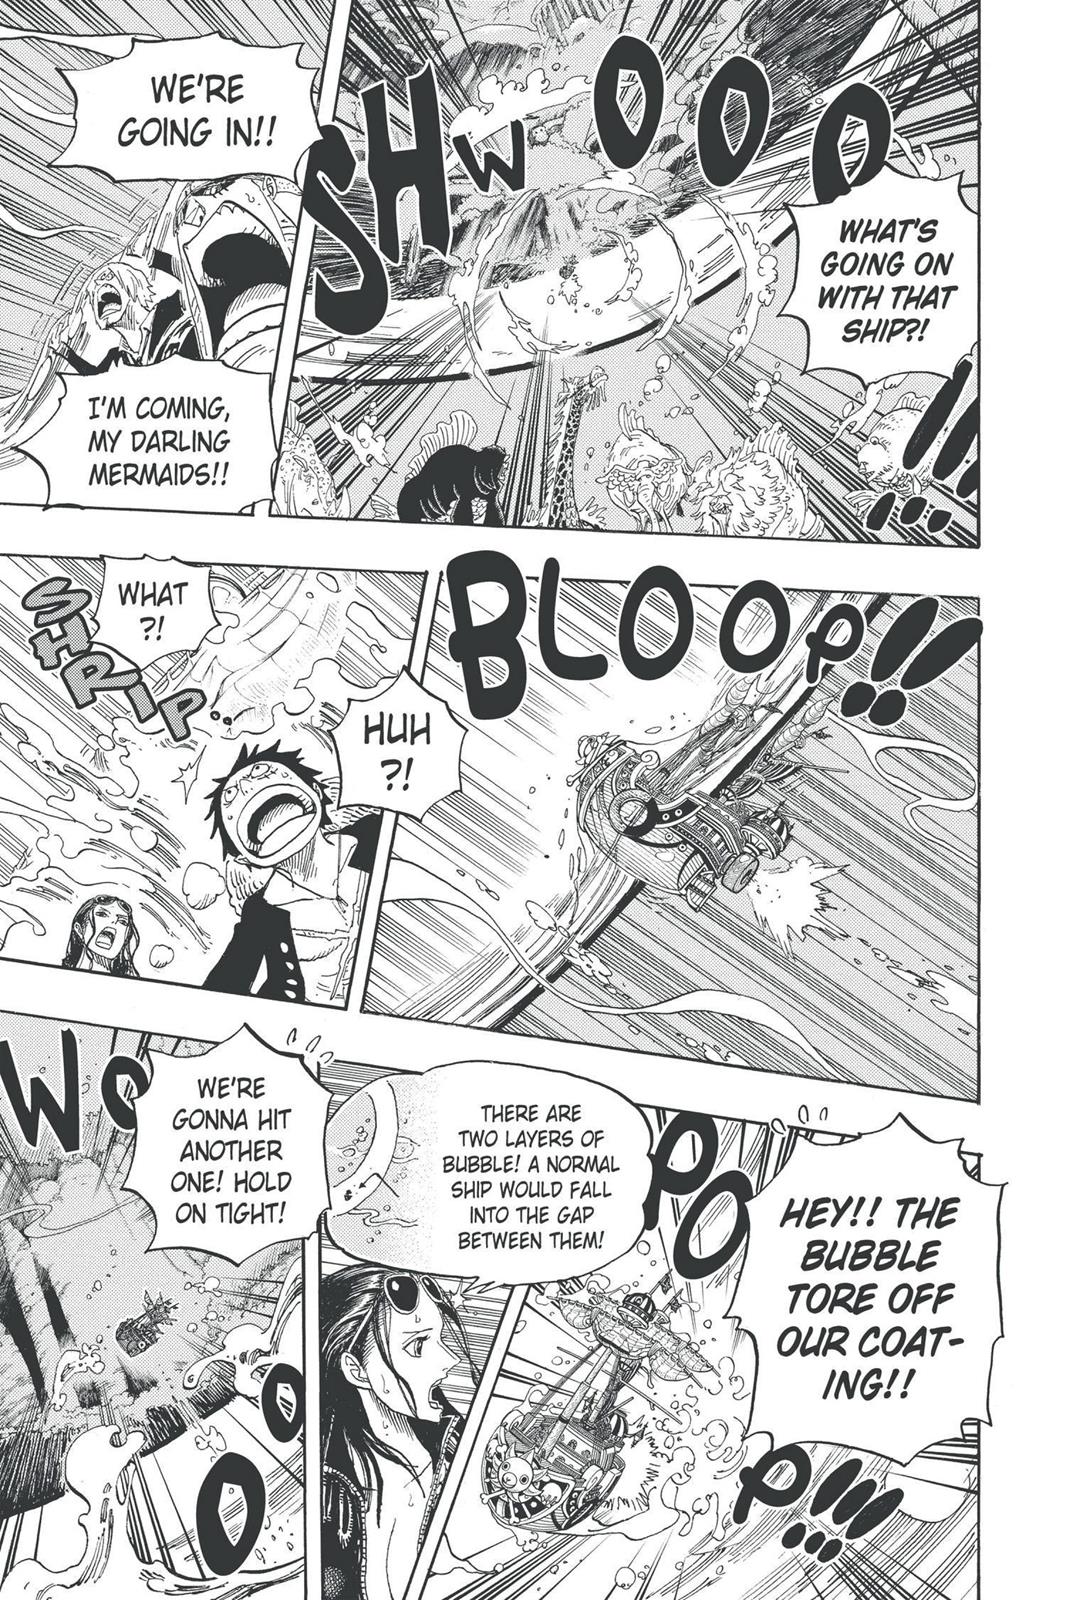 SHWOOO
WHAT'S
GOING ON
WITH THAT
SHIP?!
!!!...
WE'RE
GOING IN!!
I'M COMING,
MY DARLING
MERMAIDS!!
BLOOP!!
HUH
?!
WHAT
?!
SHRIP..
HEY!! THE
BUBBLE
TORE OFF
OUR COAT-
ING!!
POP!!!
THERE ARE
TWO LAYERS OF
BUBBLE! A NORMAL
SHIP WOULD FALL
INTO THE GAP
BETWEEN THEM!
WE'RE
GONNA HIT
ANOTHER
ONE! HOLD
ON TIGHT!
WOOO